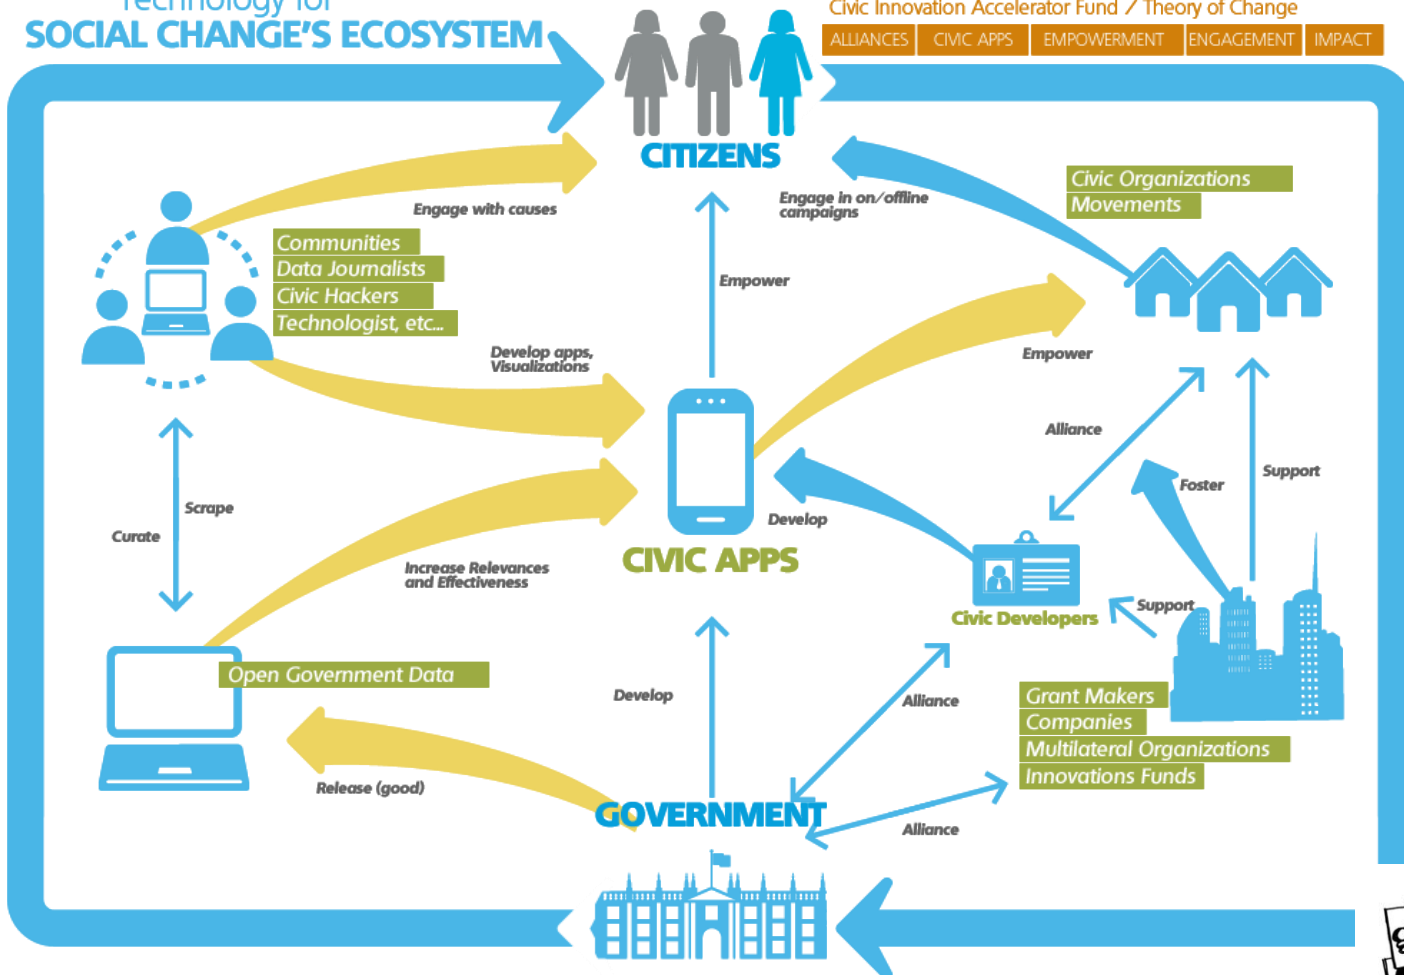 Technology for
SOCIAL CHANGE'S ECOSYSTEM
Civic Innovation Accelerator Fund / Theory of Change
ALLIANCES
CIVIC APPS
EMPOWERMENT
ENGAGEMENT
IMPACT
CITIZENS
Engage with causes
Engage in on/offline
campaigns
Civic Organizations
Movements
Communities
Data Journalists
Civic Hackers
Technologist, etc...
Empower
Develop apps,
Visualizations
Empower
Alliance
Foster
Support
Scrape
Curate
Develop
CIVIC APPS
Increase Relevances
and Effectiveness
Civic Developers
Support
Open Government Data
Develop
Alliance
Grant Makers
Companies
Multilateral Organizations
Innovations Funds
Release (good)
GOVERNMENT
Alliance